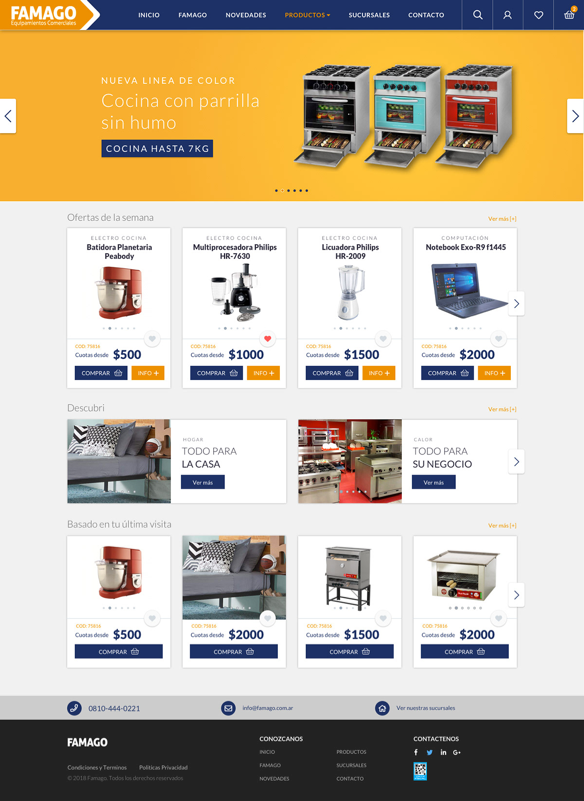 FAMAGO
Equipamientos Comerciales
INICIO FAMAGO NOVEDADES PRODUCTOS SUCURSALES CONTACTO
2
NUEVA LINEA DE COLOR
Cocina con parrilla
sin humo
COCINA HASTA 7KG
Ofertas de la semana
Ver más [+]
ELECTRO COCINA
Batidora Planetaria
Peabody
COD: 75816
Cuotas desde $500
COMPRAR INFO +
ELECTRO COCINA
Multiprocesadora Philips
HR-7630
COD: 75816
Cuotas desde $1000
COMPRAR INFO +
ELECTRO COCINA
Licuadora Philips
HR-2009
COD: 75816
Cuotas desde $1500
COMPRAR INFO +
COMPUTACIÓN
Notebook Exo-R9 f1445
COD: 75816
Cuotas desde $2000
COMPRAR INFO +
Descubri
Ver más [+]
HOGAR
TODO PARA
LA CASA
Ver más
CALOR
TODO PARA
SU NEGOCIO
Ver más
Basado en tu última visita
Ver más [+]
COD: 75816
Cuotas desde $500
COMPRAR
COD: 75816
Cuotas desde $2000
COMPRAR
COD: 75816
Cuotas desde $1500
COMPRAR
COD: 75816
Cuotas desde $2000
COMPRAR
0810-444-0221
info@famago.com.ar
Ver nuestras sucursales
FAMAGO
Condiciones y Terminos Políticas Privacidad
© 2018 Famago. Todos los derechos reservados
CONOZCANOS
INICIO PRODUCTOS
FAMAGO SUCURSALES
NOVEDADES CONTACTO
CONTACTENOS